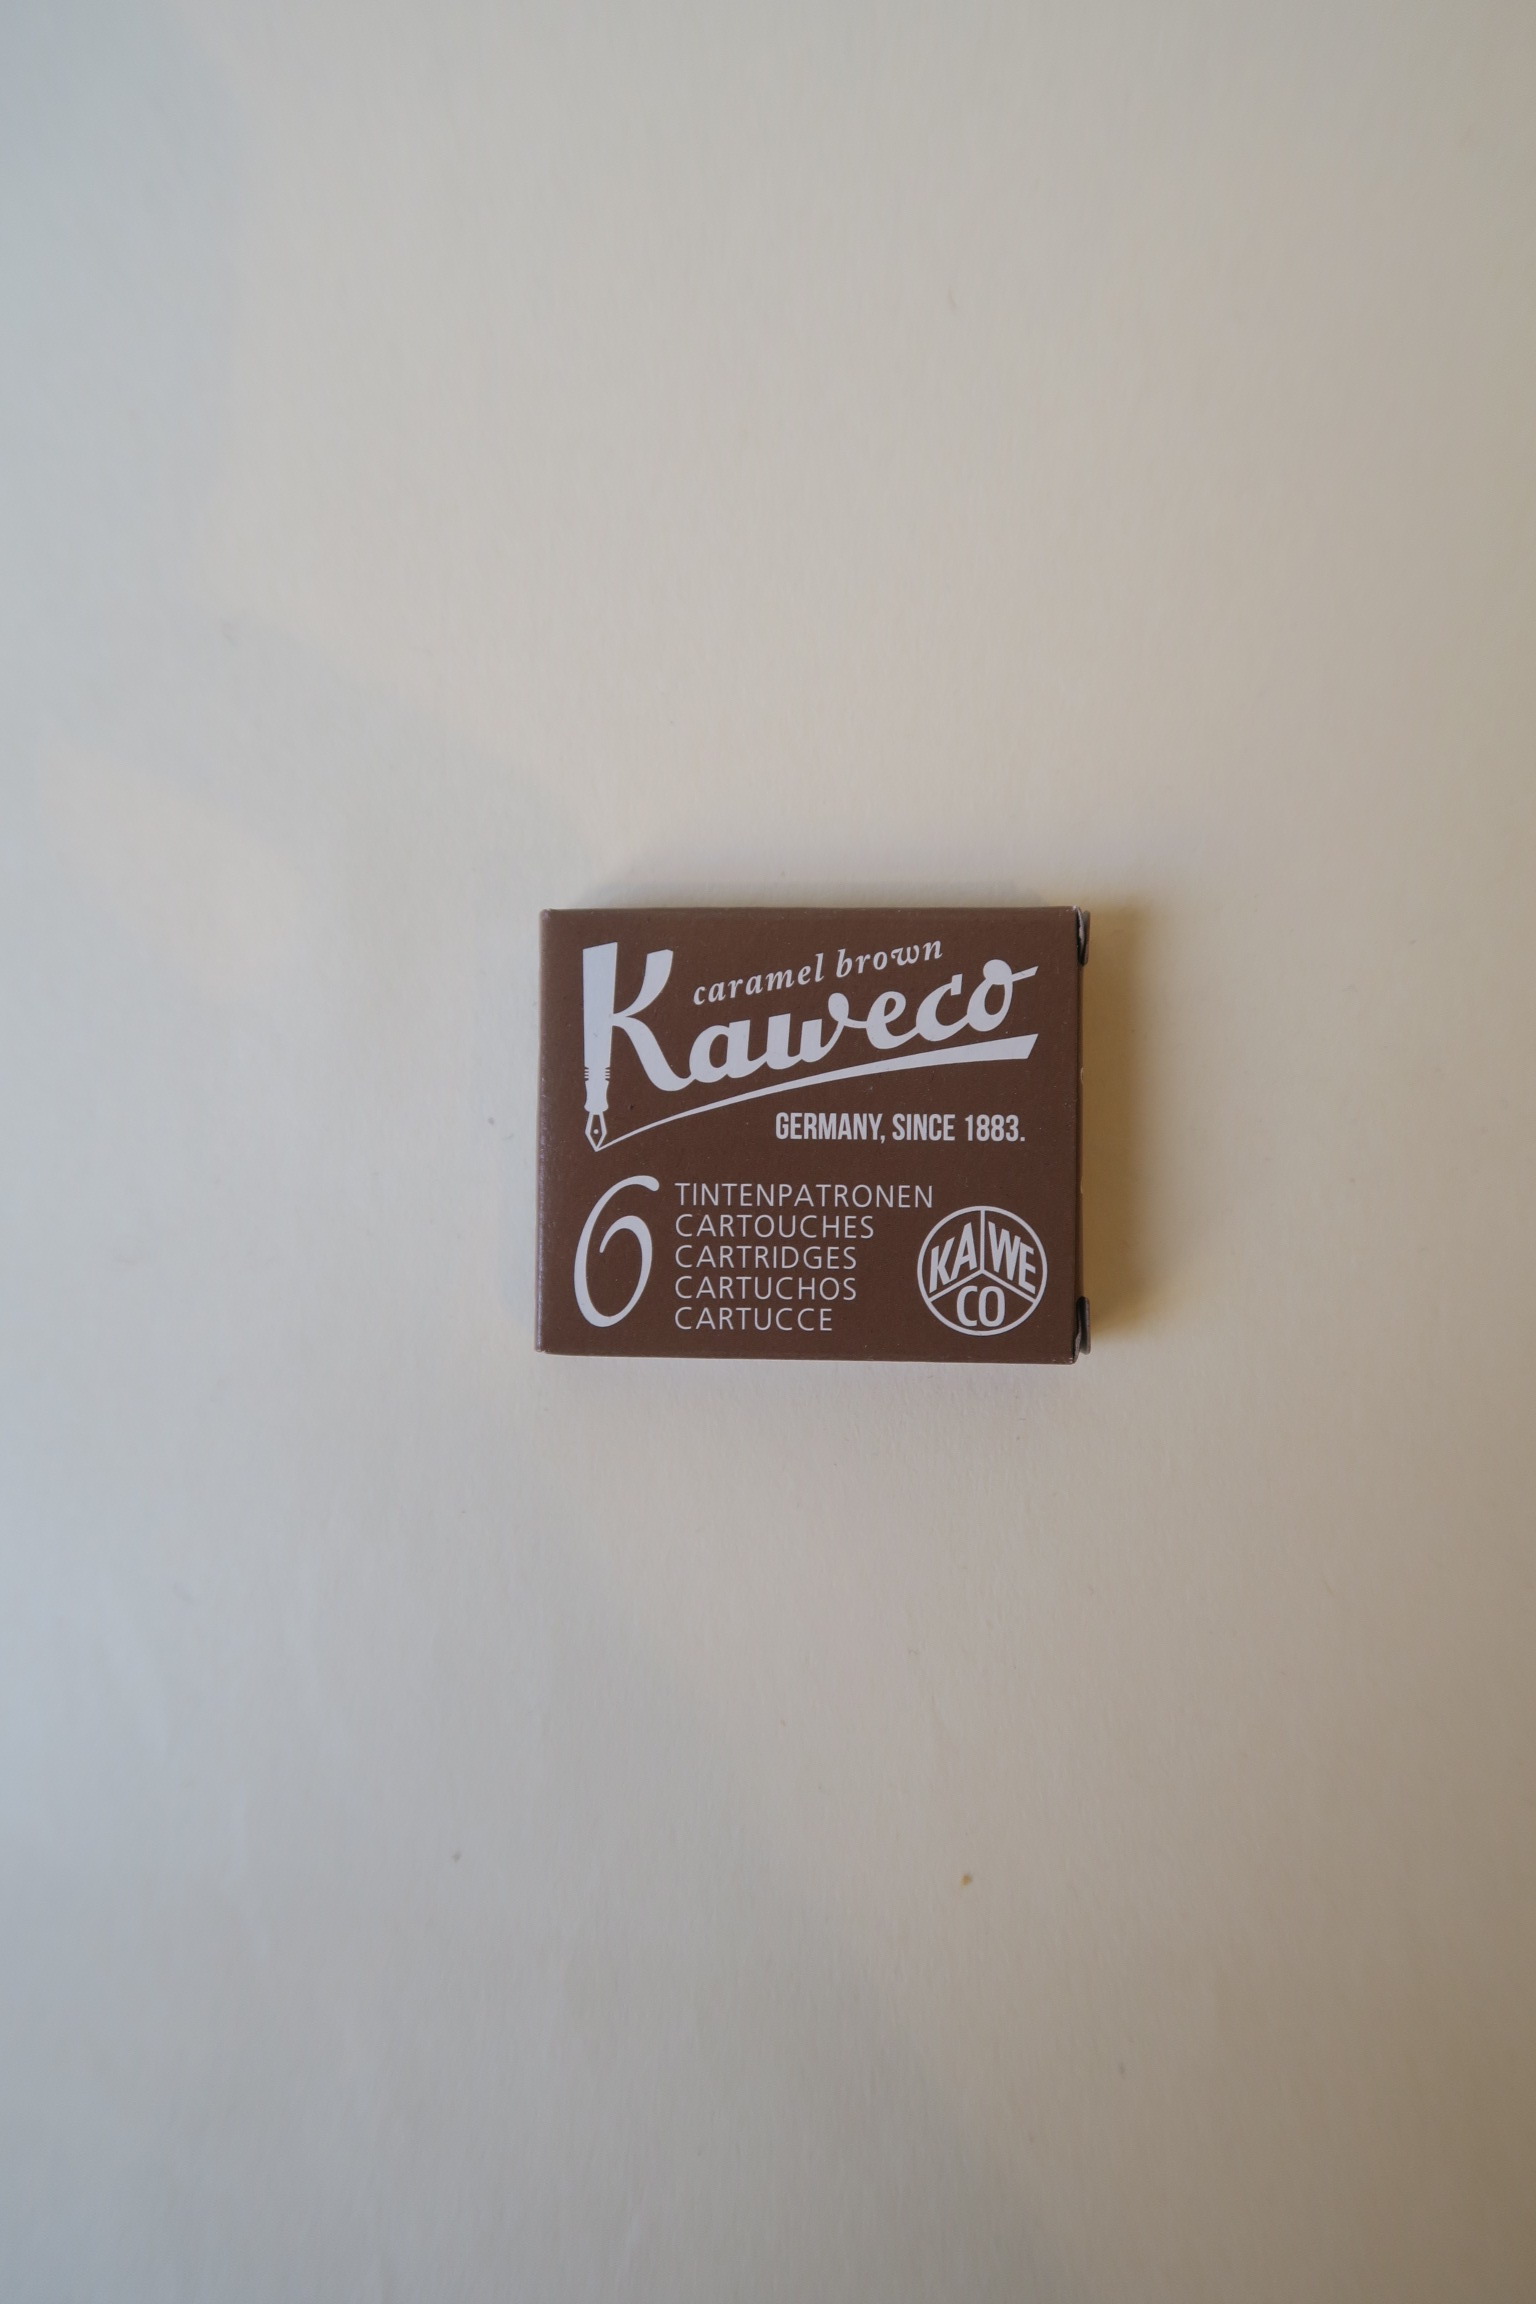 caramel brown
Kaweco
GERMANY, SINCE 1883.
6
TINTENPATRONEN
CARTOUCHES
CARTRIDGES
CARTUCHOS
CARTUCCE
KA WE
CO